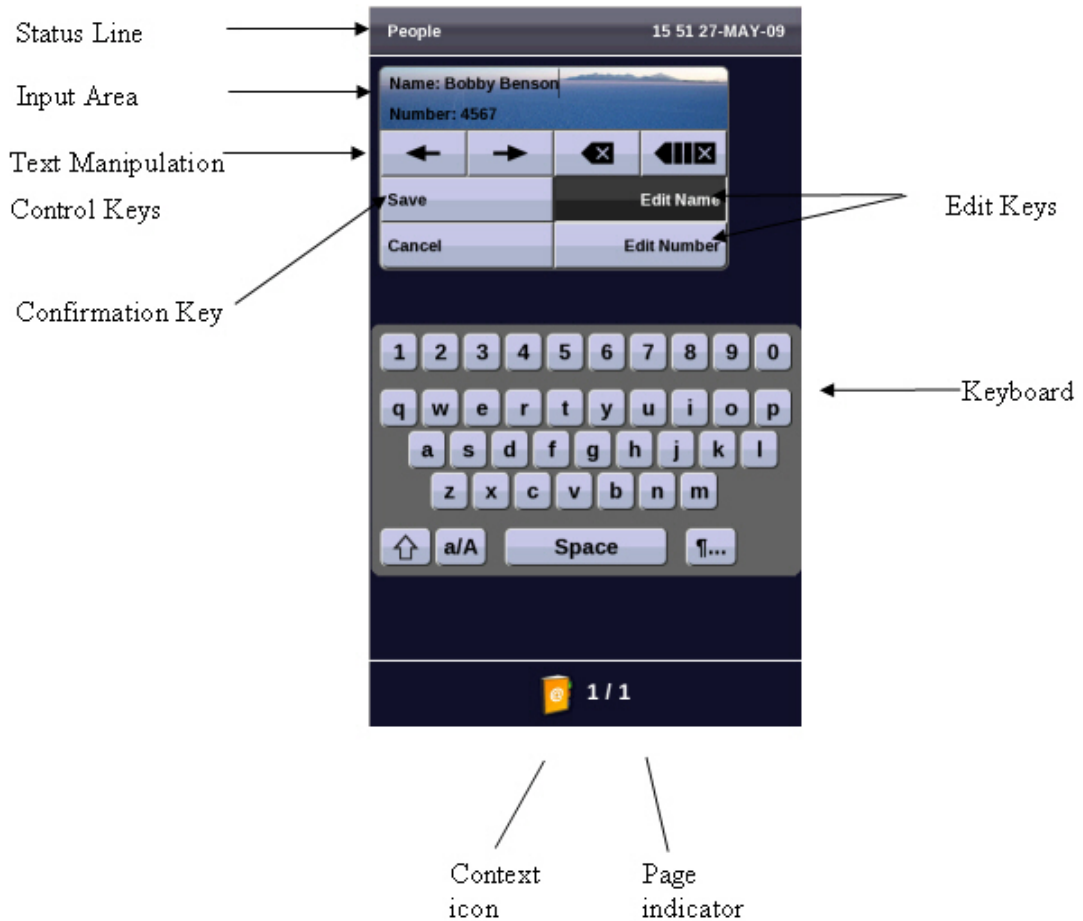 Status Line
People 15 51 27-MAY-09
Input Area
Name: Bobby Benson
Number: 4567
Text Manipulation
Control Keys
Save Edit Name
Edit Keys
Cancel Edit Number
Confirmation Key
1 2 3 4 5 6 7 8 9 0
Keyboard
q w e r t y u i o p
a s d f g h j k l
z x c v b n m
a/A Space ¶...
@ 1 / 1
Context
icon
Page
indicator